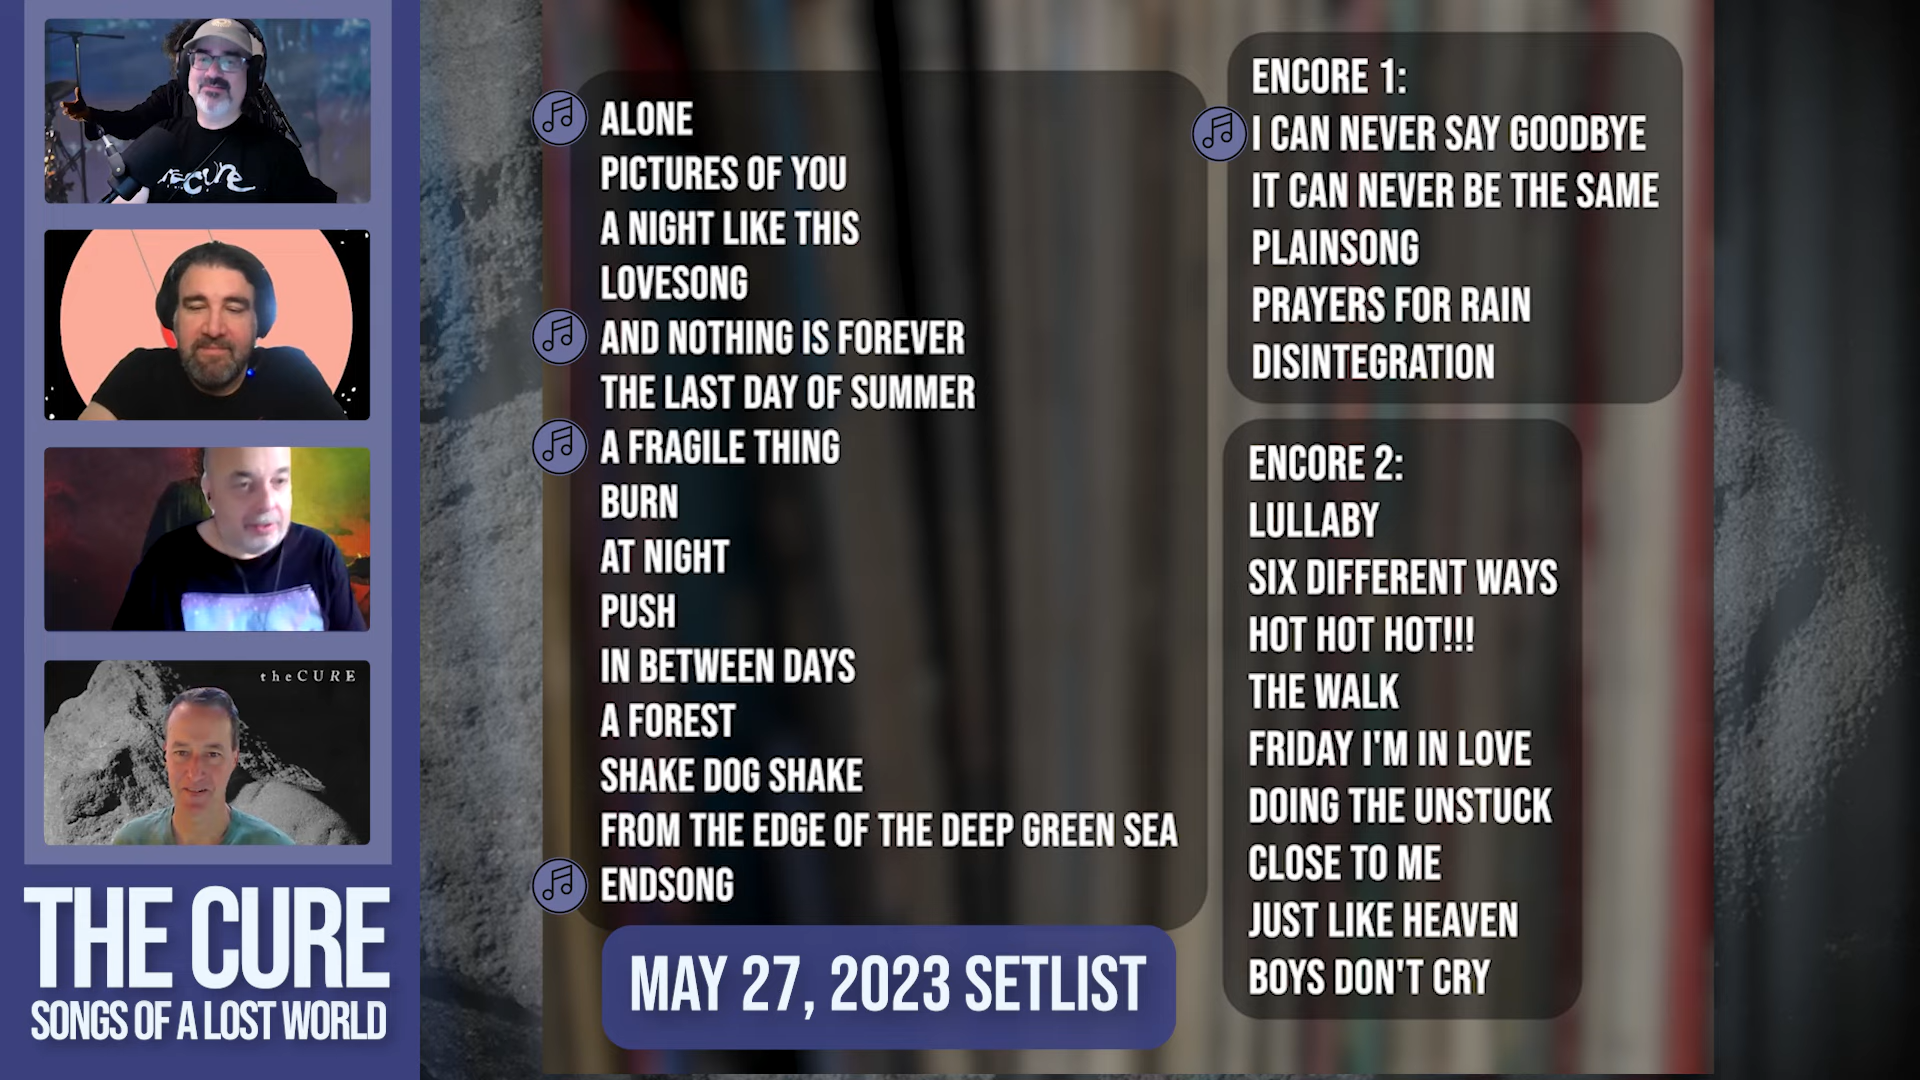 ALONE
PICTURES OF YOU
A NIGHT LIKE THIS
LOVESONG
AND NOTHING IS FOREVER
THE LAST DAY OF SUMMER
A FRAGILE THING
BURN
AT NIGHT
PUSH
IN BETWEEN DAYS
A FOREST
SHAKE DOG SHAKE
FROM THE EDGE OF THE DEEP GREEN SEA
ENDSONG
MAY 27, 2023 SETLIST
ENCORE 1:
I CAN NEVER SAY GOODBYE
IT CAN NEVER BE THE SAME
PLAINSONG
PRAYERS FOR RAIN
DISINTEGRATION
ENCORE 2:
LULLABY
SIX DIFFERENT WAYS
HOT HOT HOT!!!
THE WALK
FRIDAY I'M IN LOVE
DOING THE UNSTUCK
CLOSE TO ME
JUST LIKE HEAVEN
BOYS DON'T CRY
theCURE
THE CURE
SONGS OF A LOST WORLD